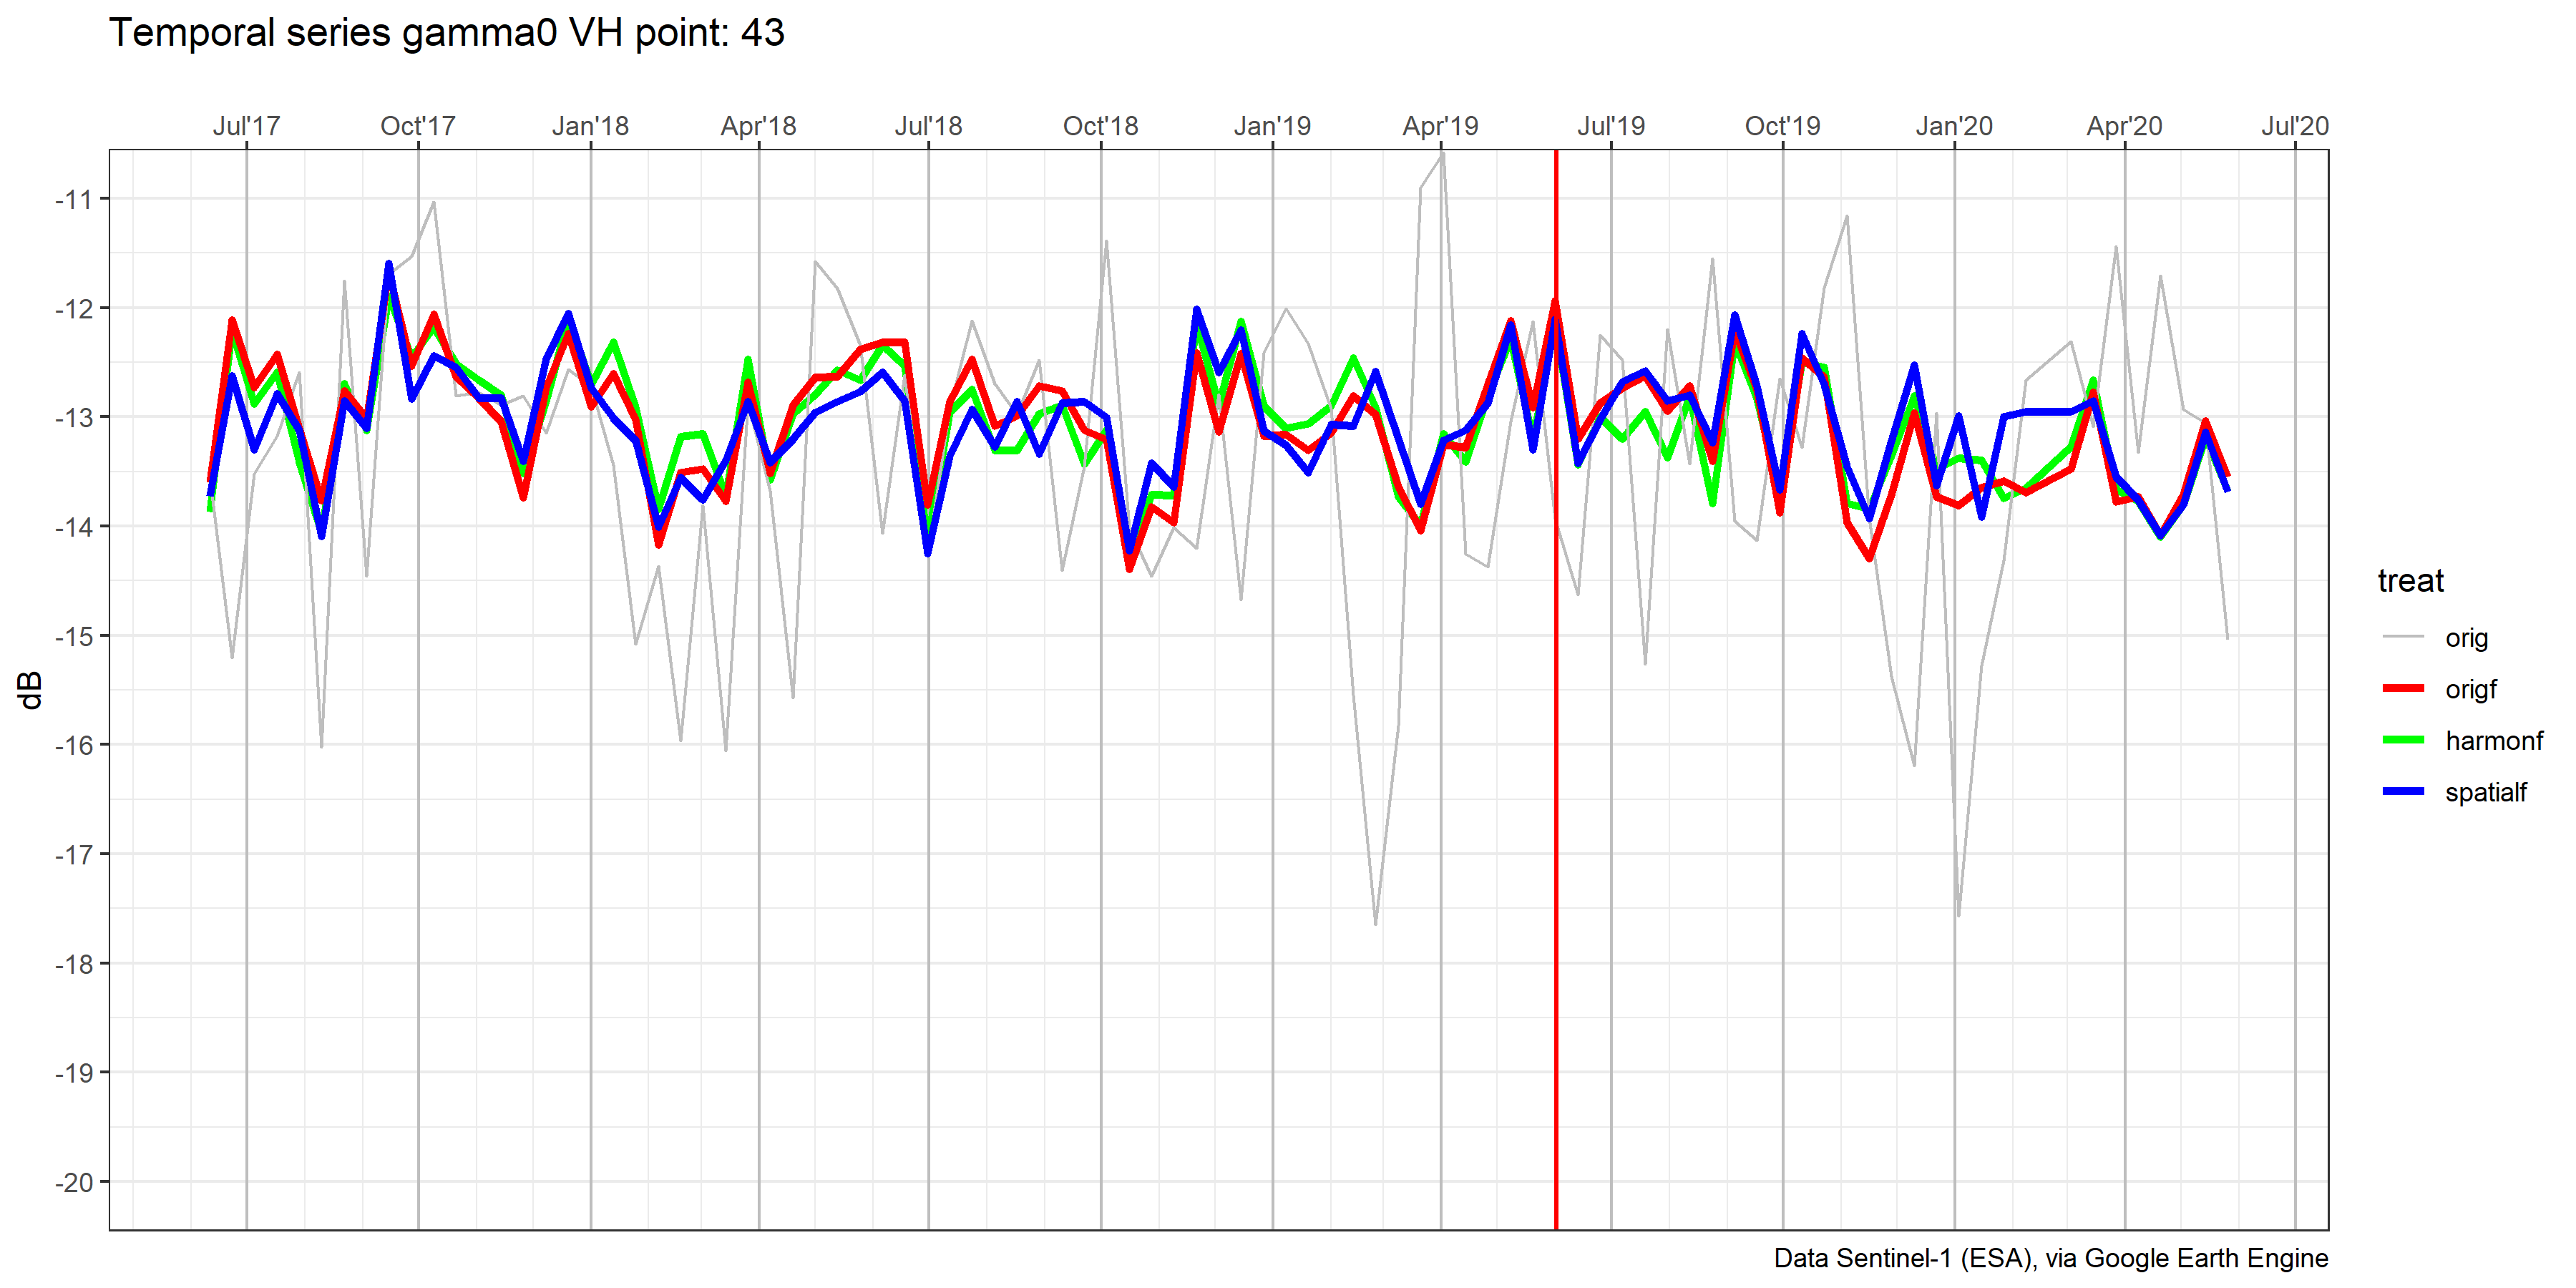 Temporal series gamma0 VH point: 43
Jul'17 Oct'17 Jan'18 Apr'18 Jul'18 Oct'18 Jan'19 Apr'19 Jul'19 Oct'19 Jan'20 Apr'20 Jul'20
-11
-12
-13
-14
-15
-16
-17
-18
-19
-20
dB
treat
orig
origf
harmonf
spatialf
Data Sentinel-1 (ESA), via Google Earth Engine